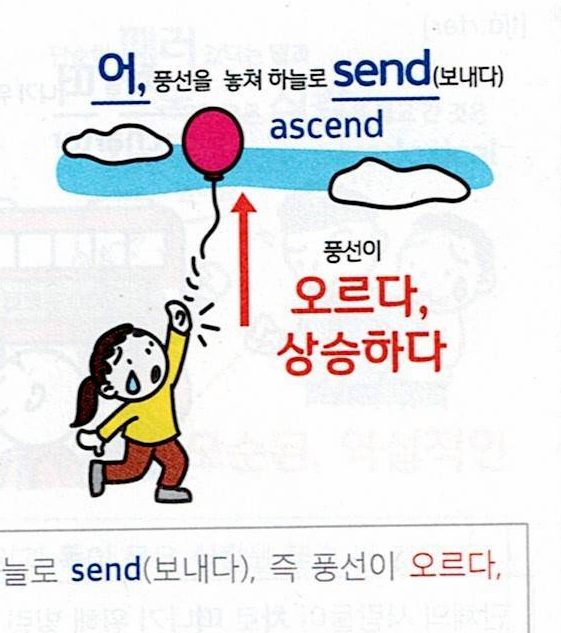 어, 풍선을 놓쳐 하늘로 send(보내다)
ascend
풍선이
오르다,
상승하다
늘로 send(보내다), 즉 풍선이 오르다,